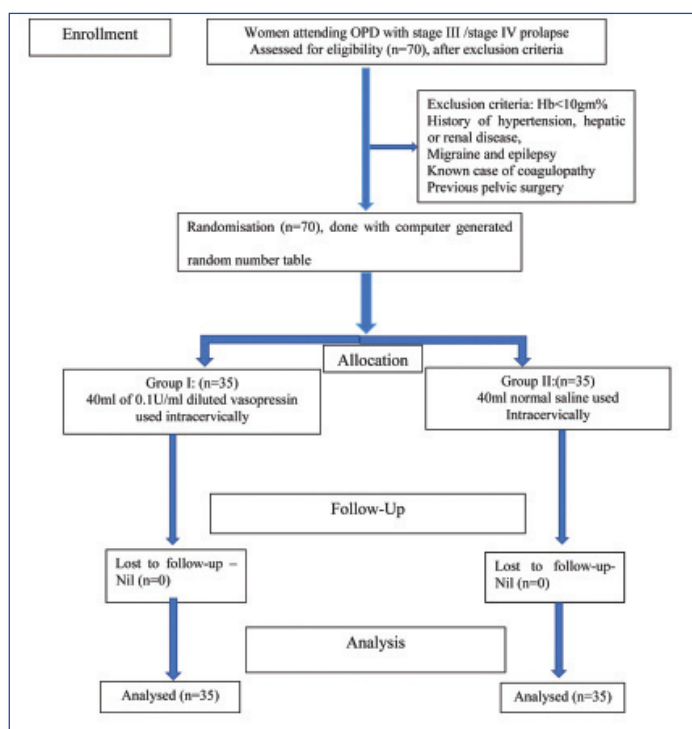 Enrollment
Women attending OPD with stage III /stage IV prolapse
Assessed for eligibility (n=70), after exclusion criteria
Exclusion criteria: Hb<10gm%
History of hypertension, hepatic
or renal disease,
Migraine and epilepsy
Known case of coagulopathy
Previous pelvic surgery
Randomisation (n=70), done with computer generated
random number table
Allocation
Group I: (n=35)
40ml of 0.1U/ml diluted vasopressin
used intracervically
Group II:(n=35)
40ml normal saline used
Intracervically
Follow-Up
Lost to follow-up –
Nil (n=0)
Lost to follow-up-
Nil (n=0)
Analysis
Analysed (n=35)
Analysed (n=35)